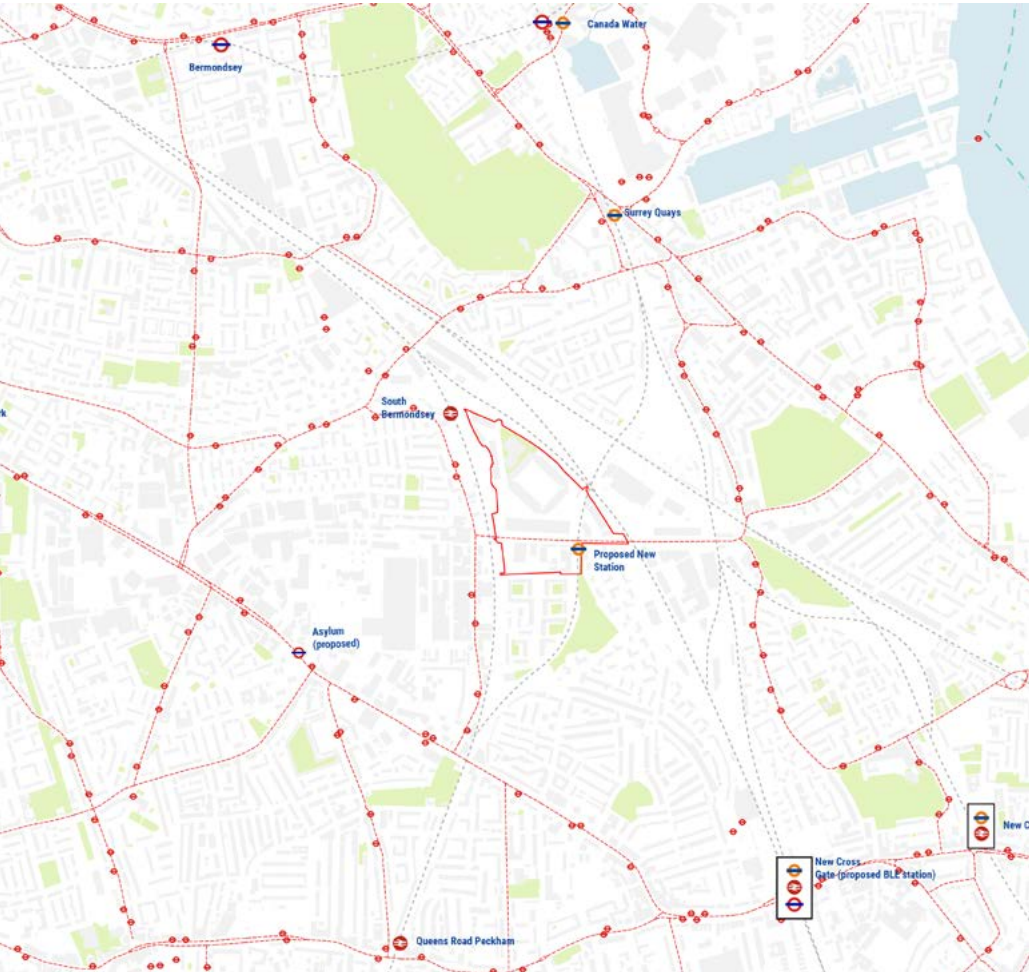 Canada Water
Bermondsey
Surrey Quays
South
Bermondsey
Proposed New
Station
Asylum
(proposed)
New Cross
Gate (proposed BLE station)
New C
Queens Road Peckham